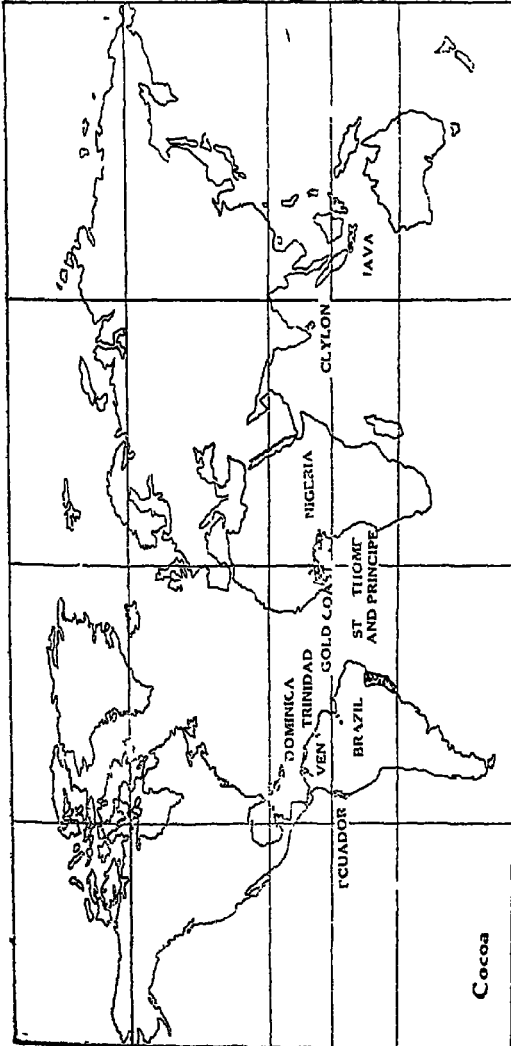 DOMINICA
TRINIDAD
VEN
GOLD COAST
NIGERIA
CEYLON
ECUADOR
BRAZIL
ST THOME
AND PRINCIPE
JAVA
Cocoa